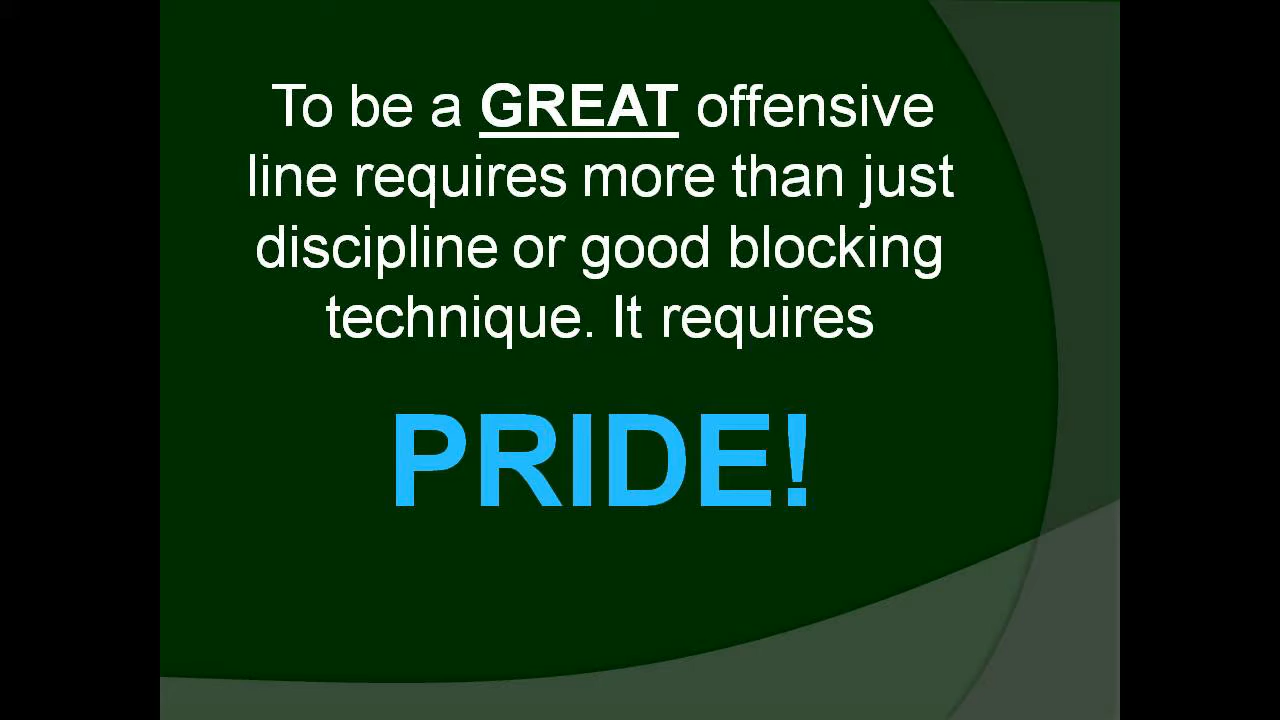 To be a GREAT offensive
line requires more than just
discipline or good blocking
technique. It requires
PRIDE!